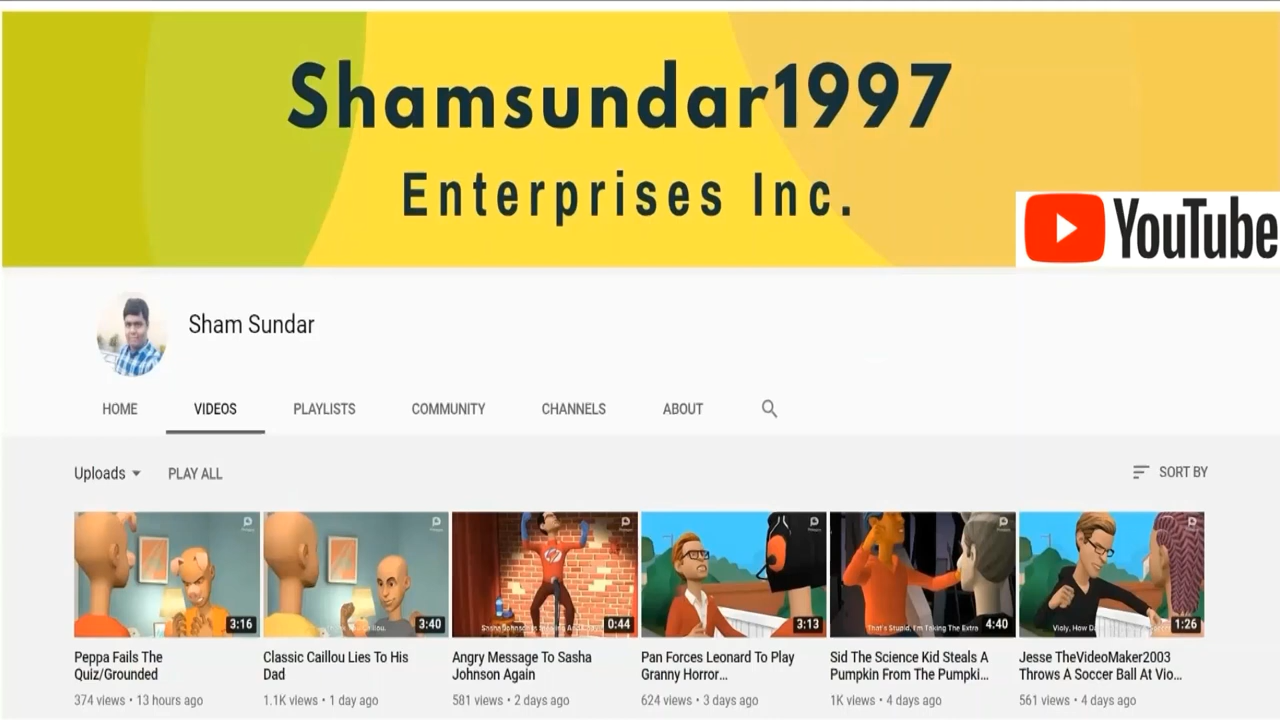 Shamsundar1997
Enterprises Inc.
YouTube
Sham Sundar
HOME VIDEOS PLAYLISTS COMMUNITY CHANNELS ABOUT
Uploads PLAY ALL SORT BY
That's Stupid, I'm Taking The Extra
3:16 3:40 0:44 3:13 4:40 1:26
Peppa Fails The
Quiz/Grounded
374 views • 13 hours ago
Classic Caillou Lies To His
Dad
1.1K views • 1 day ago
Angry Message To Sasha
Johnson Again
581 views • 2 days ago
Pan Forces Leonard To Play
Granny Horror...
624 views • 3 days ago
Sid The Science Kid Steals A
Pumpkin From The Pumpki...
1K views • 4 days ago
Jesse TheVideoMaker2003
Throws A Soccer Ball At Vio...
561 views • 4 days ago